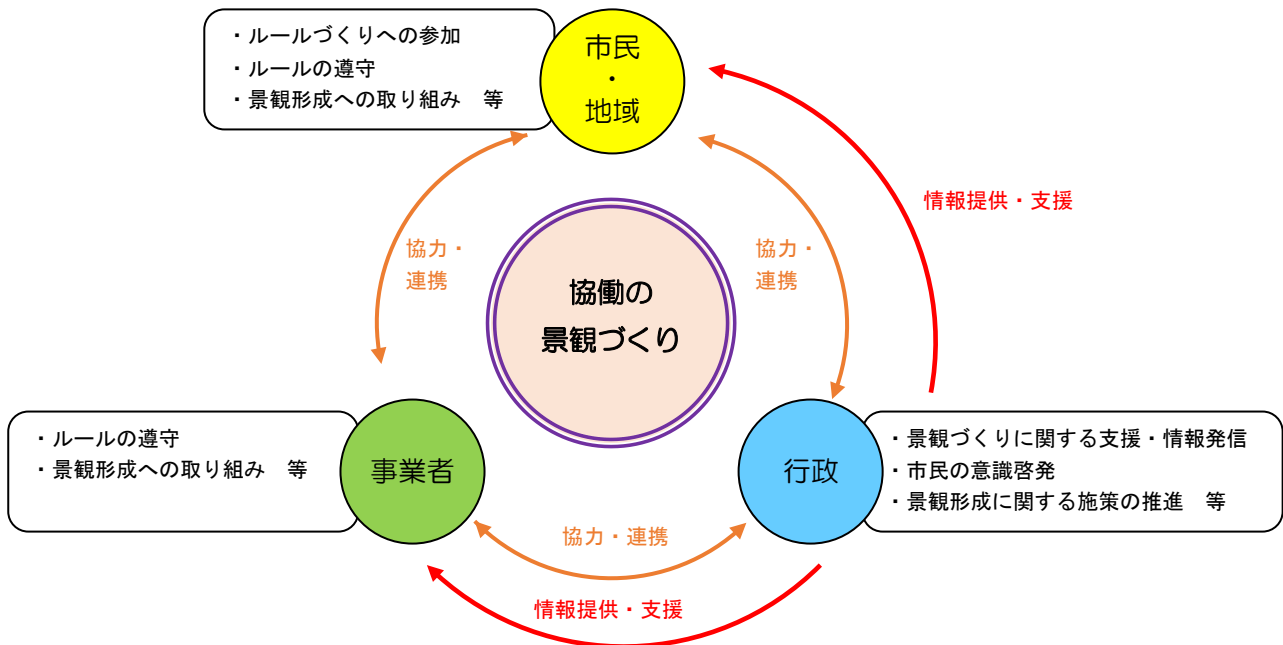 ・ルールづくりへの参加
・ルールの遵守
・景観形成への取り組み　等
市民
・
地域
情報提供・支援
協力・
連携
協力・
連携
協働の
景観づくり
・ルールの遵守
・景観形成への取り組み　等
事業者
行政
・景観づくりに関する支援・情報発信
・市民の意識啓発
・景観形成に関する施策の推進　等
協力・連携
情報提供・支援